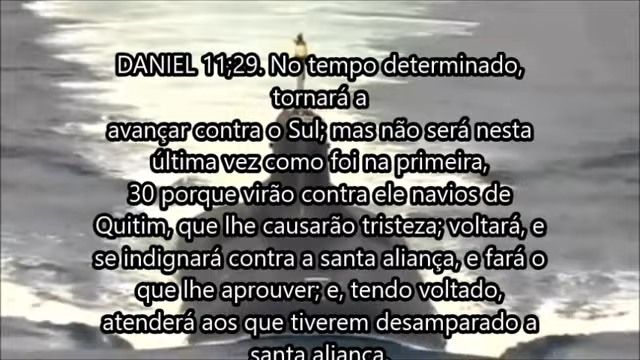 DANIEL 11;29. No tempo determinado,
tornará a
avançar contra o Sul; mas não será nesta
última vez como foi na primeira,
30 porque virão contra ele navios de
Quitim, que lhe causarão tristeza; voltará, e
se indignará contra a santa aliança, e fará o
que lhe aprouver; e, tendo voltado,
atenderá aos que tiverem desamparado a
santa aliança.